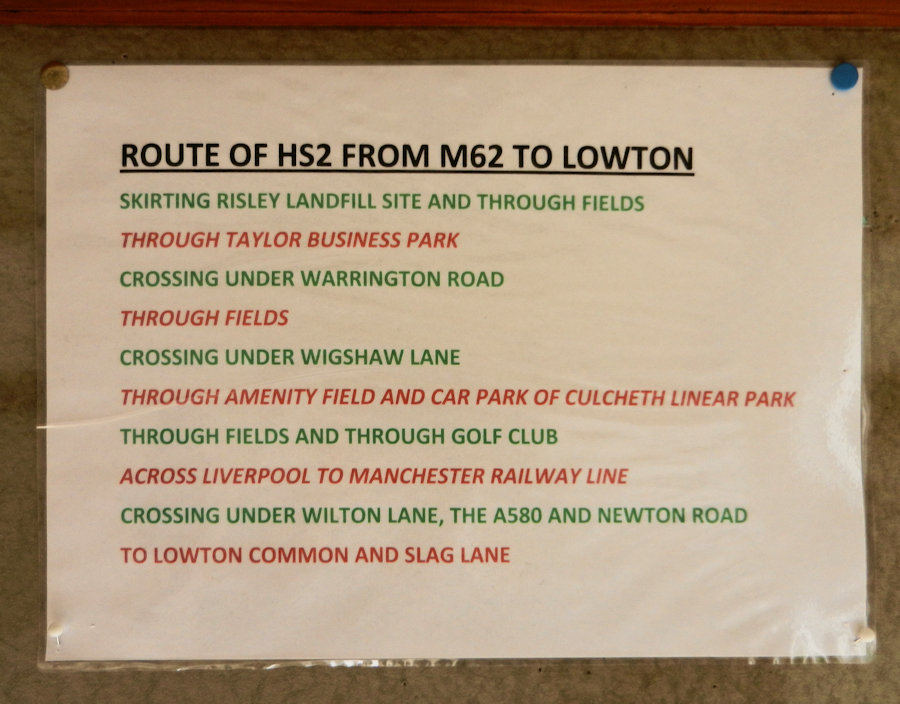 ROUTE OF HS2 FROM M62 TO LOWTON
SKIRTING RISLEY LANDFILL SITE AND THROUGH FIELDS
THROUGH TAYLOR BUSINESS PARK
CROSSING UNDER WARRINGTON ROAD
THROUGH FIELDS
CROSSING UNDER WIGSHAW LANE
THROUGH AMENITY FIELD AND CAR PARK OF CULCHETH LINEAR PARK
THROUGH FIELDS AND THROUGH GOLF CLUB
ACROSS LIVERPOOL TO MANCHESTER RAILWAY LINE
CROSSING UNDER WILTON LANE, THE A580 AND NEWTON ROAD
TO LOWTON COMMON AND SLAG LANE